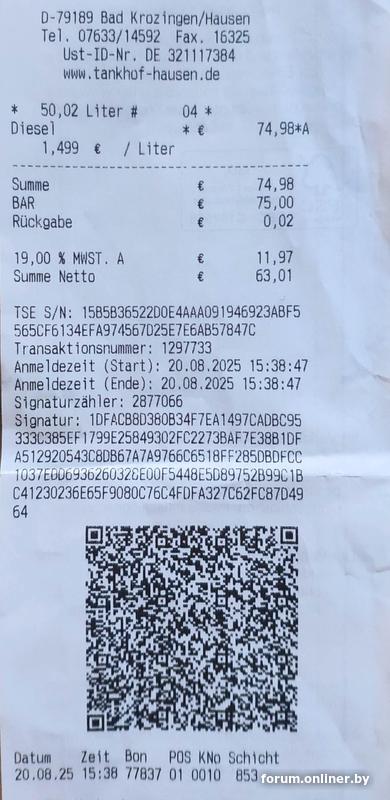 D-79189 Bad Krozingen/Hausen
Tel. 07633/14592 Fax. 16325
Ust-ID-Nr. DE 321117384
www.tankhof-hausen.de
* 50,02 Liter # 04 *
Diesel * € 74,98*A
1,499 € / Liter
Summe € 74,98
BAR € 75,00
Rückgabe € 0,02
19,00 % MWST. A € 11,97
Summe Netto € 63,01
TSE S/N: 15B5B36522D0E4AAA091946923ABF5
565CF6134EFA974567D25E7E6AB57847C
Transaktionsnummer: 1297733
Anmeldezeit (Start): 20.08.2025 15:38:47
Anmeldezeit (Ende): 20.08.2025 15:38:47
Signaturzähler: 2877066
Signatur: 1DFACB8D380B34F7EA1497CADBC95
333C385EF1799E25849302FC2273BAF7E38B1DF
A512920543C8DB67A7A9766C6518FF285DBDFCC
1037EDD693626032CE00F5448E5D89752B99C1B
C41230236E65F9080C76C4FDFA327C62FC87D49
64
Datum Zeit Bon POS KNo Schicht
20.08.25 15:38 77837 01 0010 853
forum.onliner.by